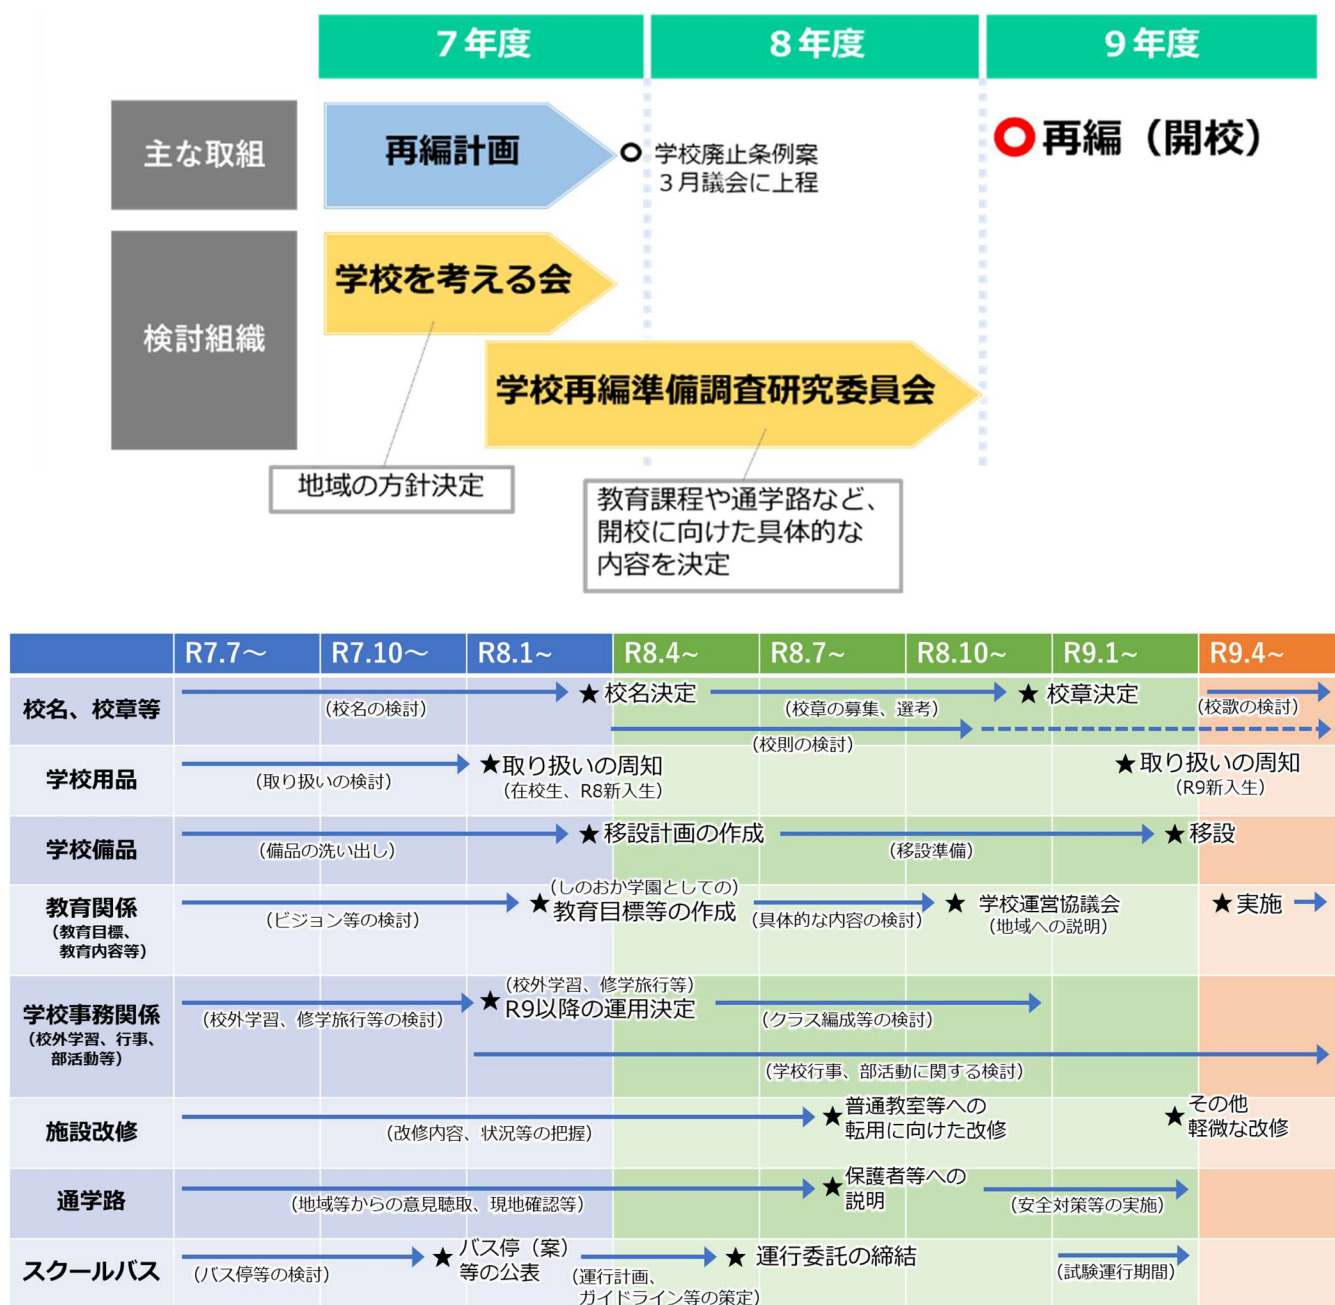 7年度 8年度 9年度
主な取組
再編計画
学校廃止条例案
3月議会に上程
再編（開校）
検討組織
学校を考える会
学校再編準備調査研究委員会
地域の方針決定
教育課程や通学路など、
開校に向けた具体的な
内容を決定
R7.7～ R7.10～ R8.1~ R8.4~ R8.7~ R8.10~ R9.1~ R9.4~
校名、校章等
（校名の検討）
★校名決定
（校章の募集、選考）
★校章決定
（校歌の検討）
（校則の検討）
学校用品
（取り扱いの検討）
★取り扱いの周知
（在校生、R8新入生）
★取り扱いの周知
（R9新入生）
学校備品
（備品の洗い出し）
★移設計画の作成
（移設準備）
★移設
教育関係
（教育目標、
教育内容等）
（ビジョン等の検討）
（しのおか学園としての）
★教育目標等の作成
（具体的な内容の検討）
★学校運営協議会
（地域への説明）
★実施
学校事務関係
（校外学習、行事、
部活動等）
（校外学習、修学旅行等の検討）
（校外学習、修学旅行等）
★R9以降の運用決定
（クラス編成等の検討）
（学校行事、部活動に関する検討）
施設改修
（改修内容、状況等の把握）
★普通教室等への
転用に向けた改修
★その他
軽微な改修
通学路
（地域等からの意見聴取、現地確認等）
★保護者等への
説明
（安全対策等の実施）
スクールバス
（バス停等の検討）
★バス停（案）
等の公表
（運行計画、
ガイドライン等の策定）
★運行委託の締結
（試験運行期間）